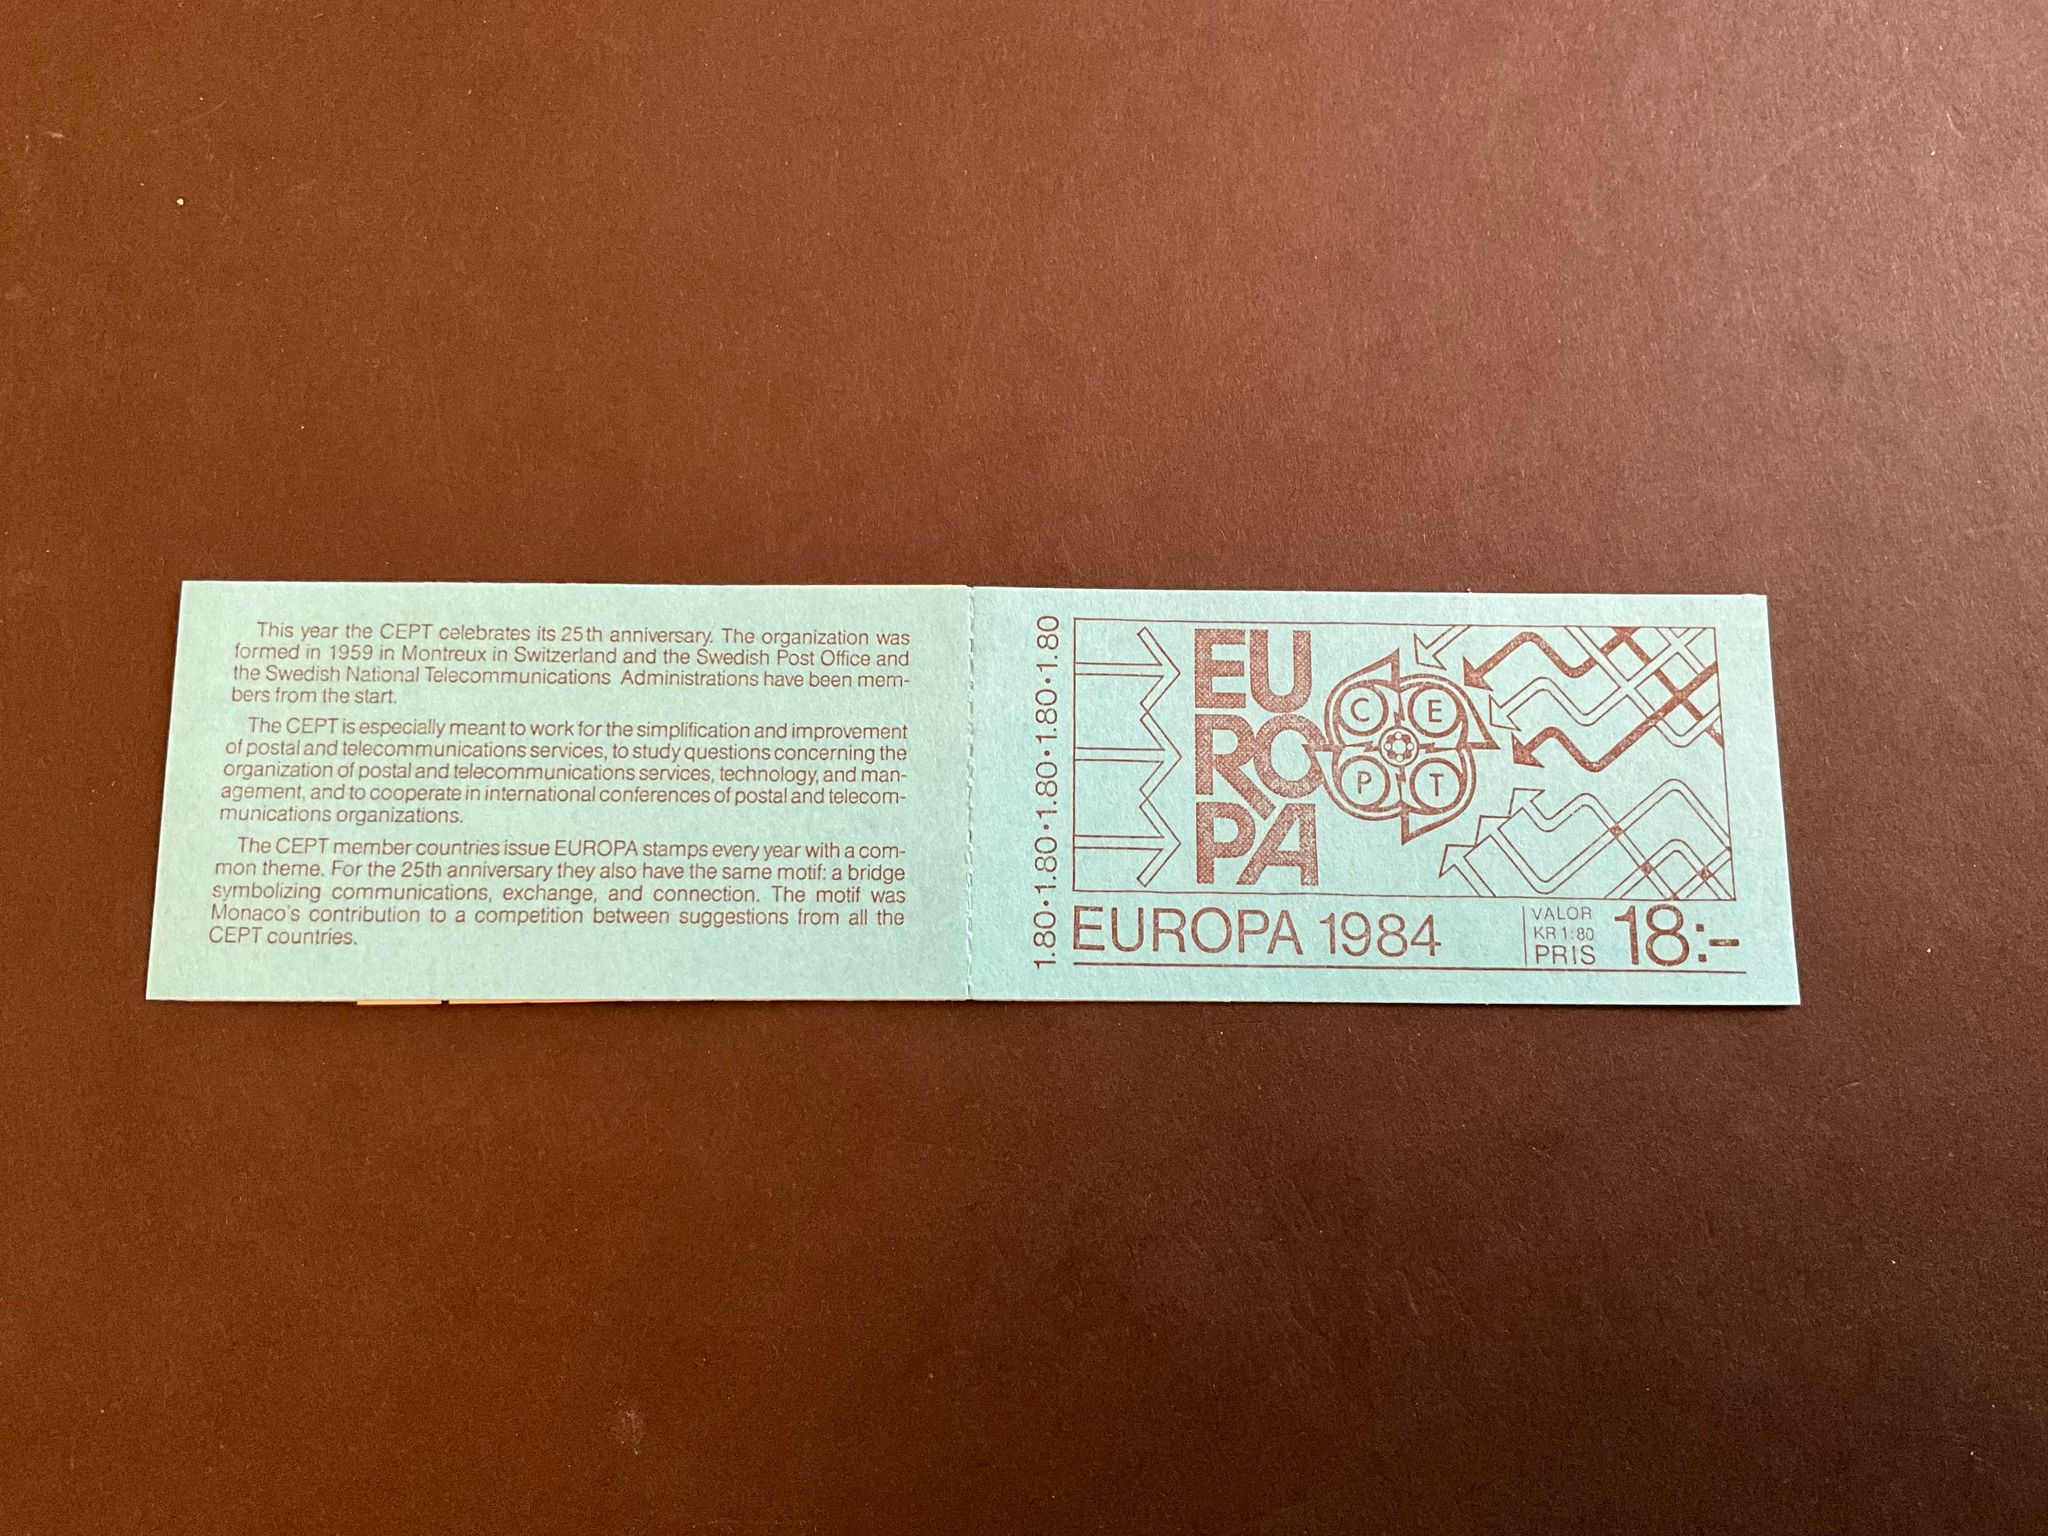 This year the CEPT celebrates its 25th anniversary. The organization was
formed in 1959 in Montreux in Switzerland and the Swedish Post Office and
the Swedish National Telecommunications Administrations have been mem-
bers from the start.
The CEPT is especially meant to work for the simplification and improvement
of postal and telecommunications services, to study questions concerning the
organization of postal and telecommunications services, technology, and man-
agement, and to cooperate in international conferences of postal and telecom-
munications organizations.
The CEPT member countries issue EUROPA stamps every year with a com-
mon theme. For the 25th anniversary they also have the same motif: a bridge
symbolizing communications, exchange, and connection. The motif was
Monaco's contribution to a competition between suggestions from all the
CEPT countries.
1.80•1.80•1.80•1.80•1.80
EU
RO
PA
C E
P T
EUROPA 1984
VALÖR
KR 1:80
PRIS 18:-